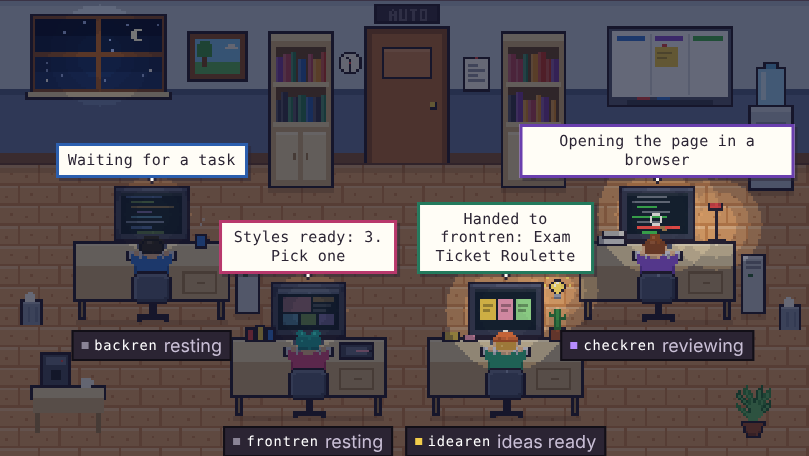 AUTO
Opening the page in a
browser
Waiting for a task
Styles ready: 3.
Pick one
Handed to
frontren: Exam
Ticket Roulette
backren resting
checkren reviewing
frontren resting
idearen ideas ready